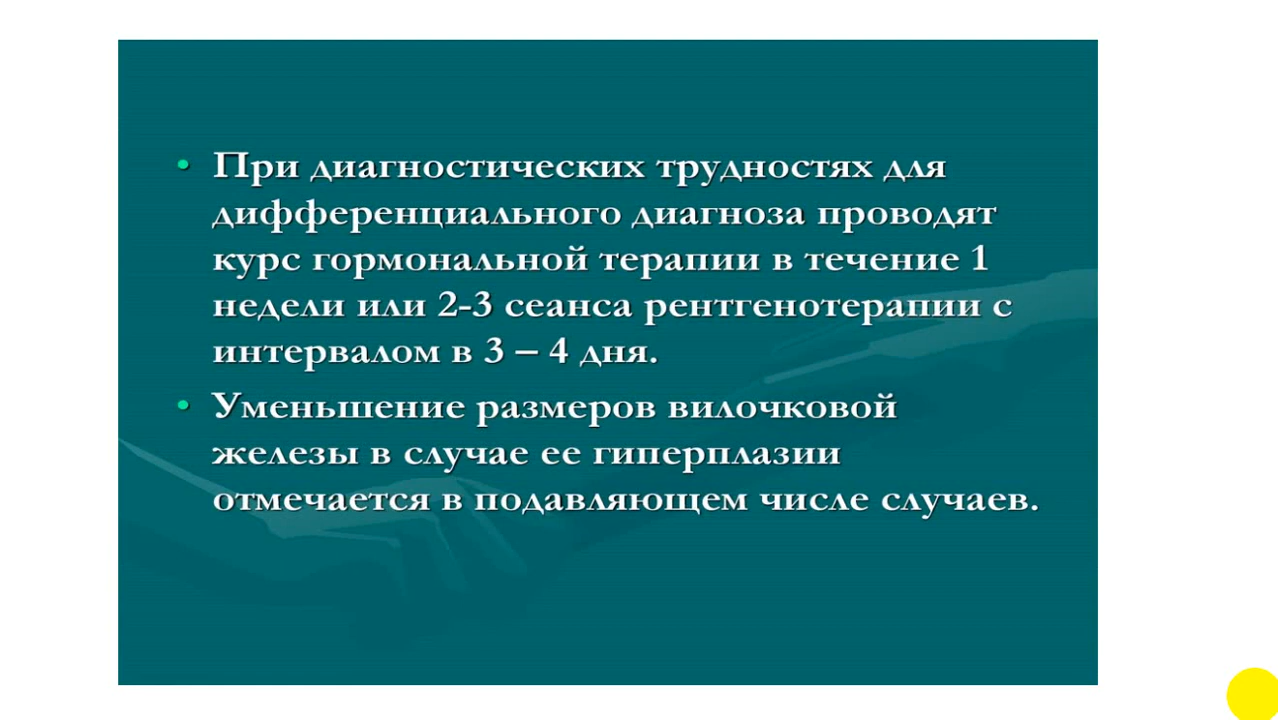 • При диагностических трудностях для
дифференциального диагноза проводят
курс гормональной терапии в течение 1
недели или 2-3 сеанса рентгенотерапии с
интервалом в 3 – 4 дня.
• Уменьшение размеров вилочковой
железы в случае ее гиперплазии
отмечается в подавляющем числе случаев.